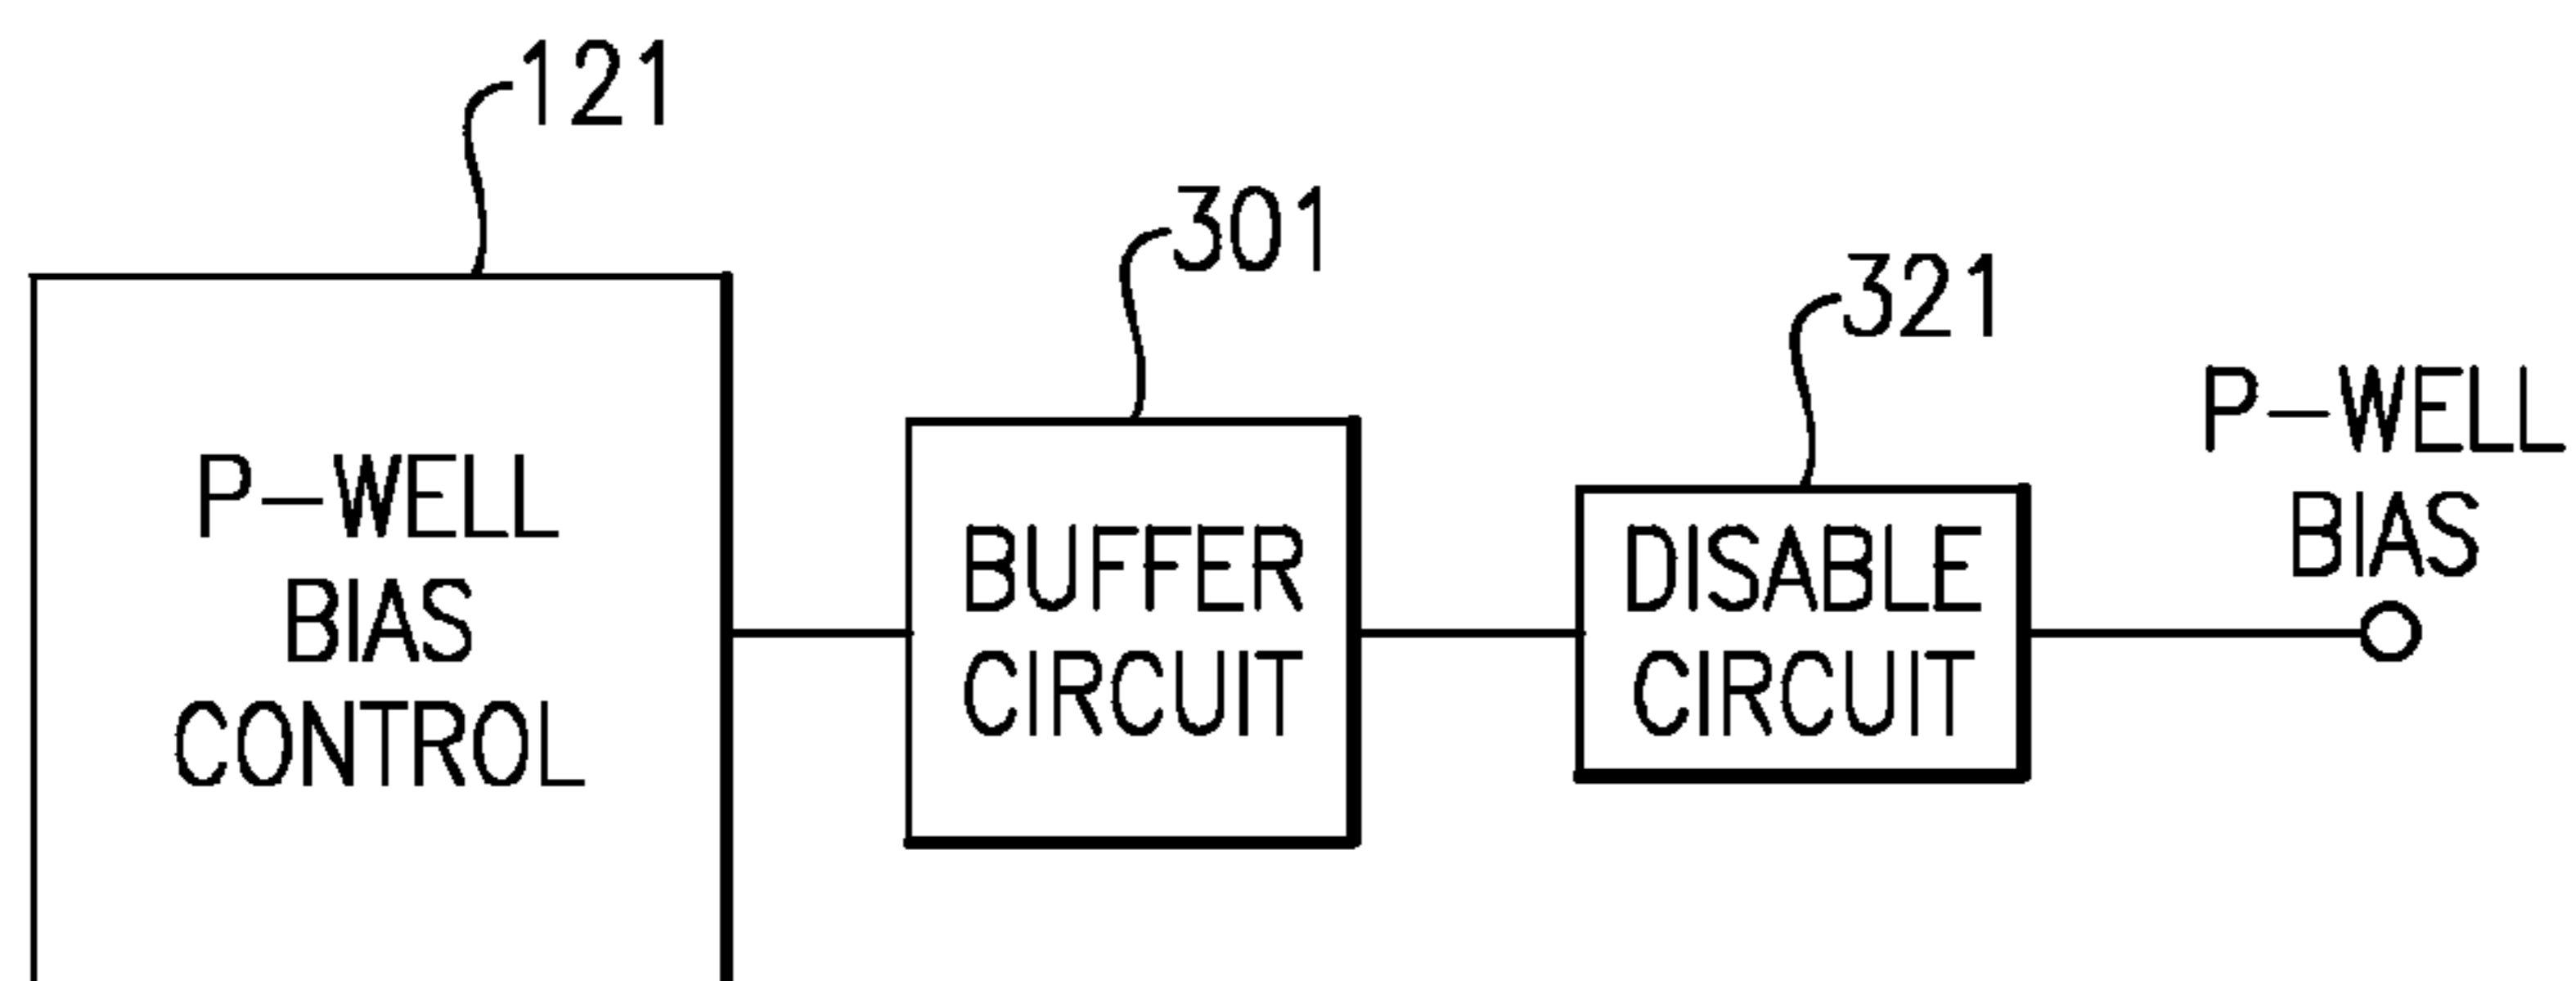 121
301
321
P-WELL
BIAS
CONTROL
BUFFER
CIRCUIT
DISABLE
CIRCUIT
P-WELL
BIAS